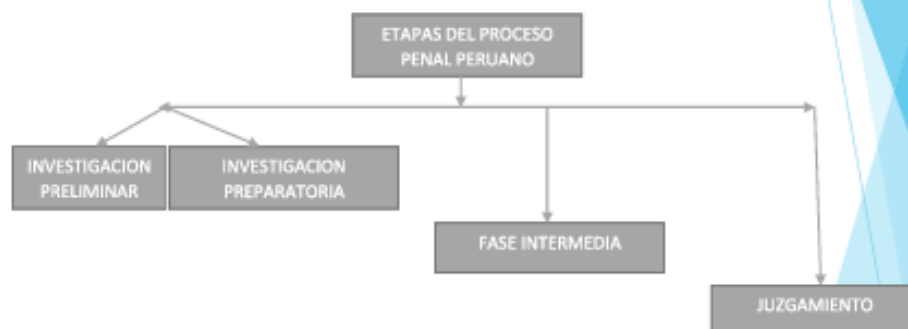 ETAPAS DEL PROCESO
PENAL PERUANO
INVESTIGACION
PRELIMINAR
INVESTIGACION
PREPARATORIA
FASE INTERMEDIA
JUZGAMIENTO